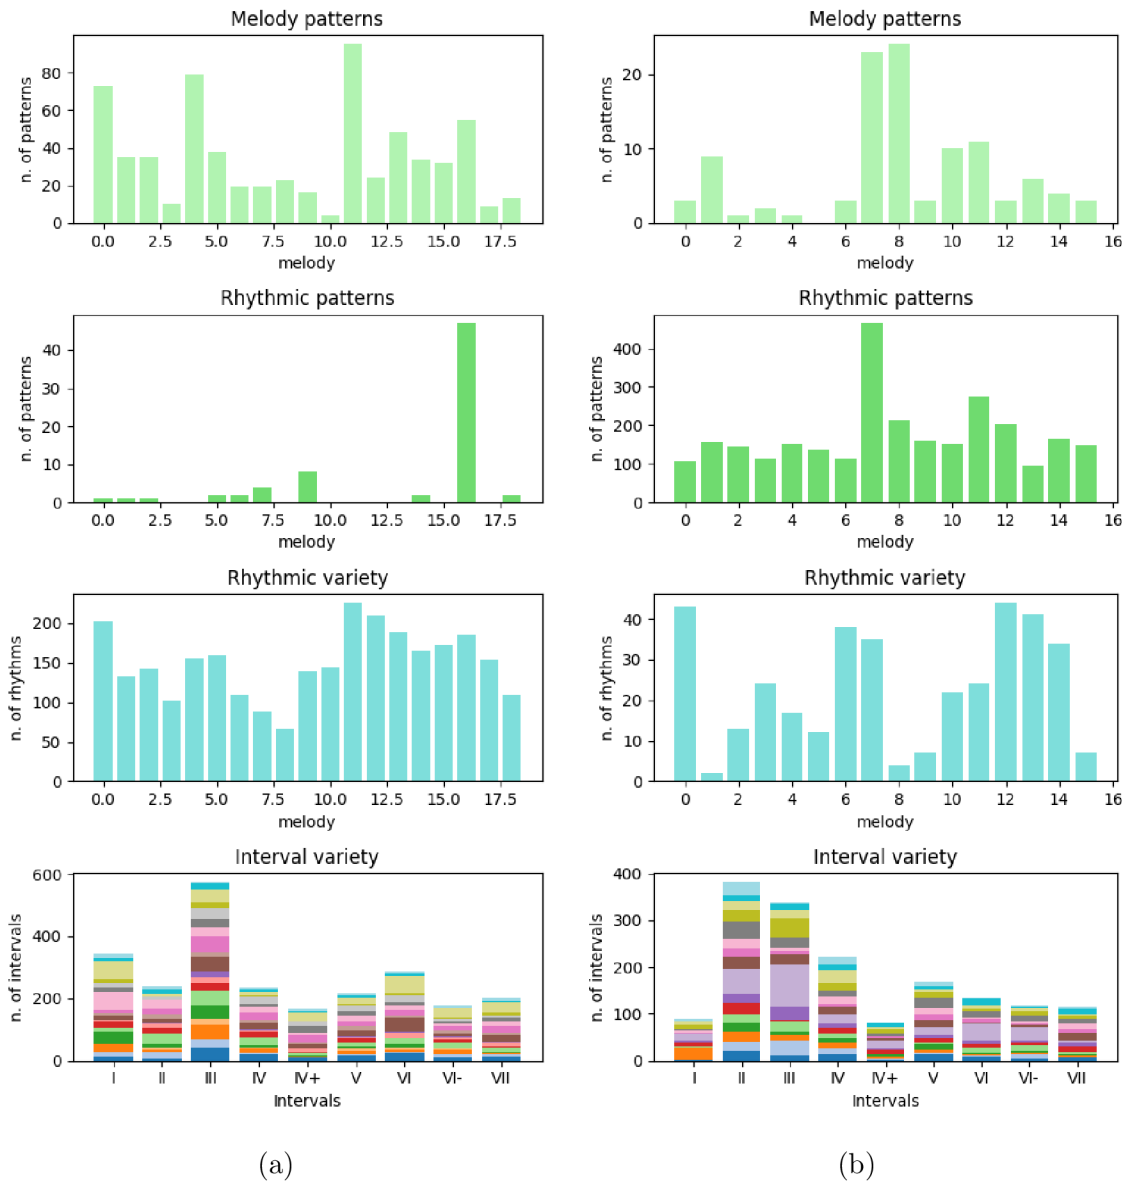 Melody patterns
n. of patterns
80
60
40
20
0
0.0 2.5 5.0 7.5 10.0 12.5 15.0 17.5
melody
Rhythmic patterns
n. of patterns
40
30
20
10
0
0.0 2.5 5.0 7.5 10.0 12.5 15.0 17.5
melody
Rhythmic variety
n. of rhythms
200
150
100
50
0
0.0 2.5 5.0 7.5 10.0 12.5 15.0 17.5
melody
Interval variety
n. of intervals
600
400
200
0
I II III IV IV+ V VI VI- VII
Intervals
(a)
Melody patterns
n. of patterns
20
10
0
0 2 4 6 8 10 12 14 16
melody
Rhythmic patterns
n. of patterns
400
300
200
100
0
0 2 4 6 8 10 12 14 16
melody
Rhythmic variety
n. of rhythms
40
30
20
10
0
0 2 4 6 8 10 12 14 16
melody
Interval variety
n. of intervals
400
300
200
100
0
I II III IV IV+ V VI VI- VII
Intervals
(b)